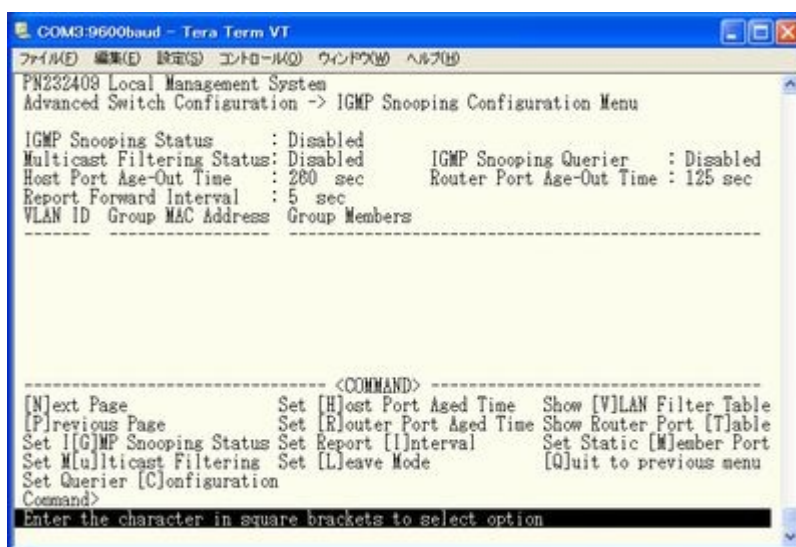 COM3:9600baud - Tera Term VT
ファイル(F) 編集(E) 設定(S) コントロール(O) ウィンドウ(W) ヘルプ(H)
PN232409 Local Management System
Advanced Switch Configuration -> IGMP Snooping Configuration Menu
IGMP Snooping Status : Disabled
Multicast Filtering Status: Disabled IGMP Snooping Querier : Disabled
Host Port Age-Out Time : 260 sec Router Port Age-Out Time : 125 sec
Report Forward Interval : 5 sec
VLAN ID Group MAC Address Group Members
------- ----------------- --------------------------------------------------
-------------------------------- <COMMAND> -----------------------------------
[N]ext Page Set [H]ost Port Aged Time Show [V]LAN Filter Table
[P]revious Page Set [R]outer Port Aged Time Show Router Port [T]able
Set I[G]MP Snooping Status Set Report [I]nterval Set Static [M]ember Port
Set M[u]lticast Filtering Set [L]eave Mode [Q]uit to previous menu
Set Querier [C]onfiguration
Command>
Enter the character in square brackets to select option